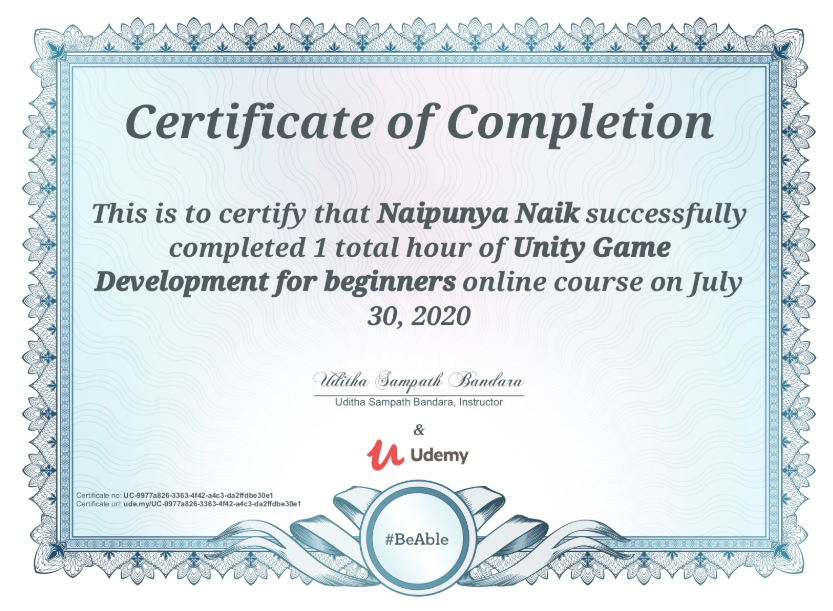 Certificate of Completion
This is to certify that Naipunya Naik successfully
completed 1 total hour of Unity Game
Development for beginners online course on July
30, 2020
Uditha Sampath Bandara
Uditha Sampath Bandara, Instructor
&
Udemy
Certificate no: UC-9977a826-3363-4f42-a4c3-da2ffdbe30e1
Certificate url: ude.my/UC-9977a826-3363-4f42-a4c3-da2ffdbe30e1
#BeAble